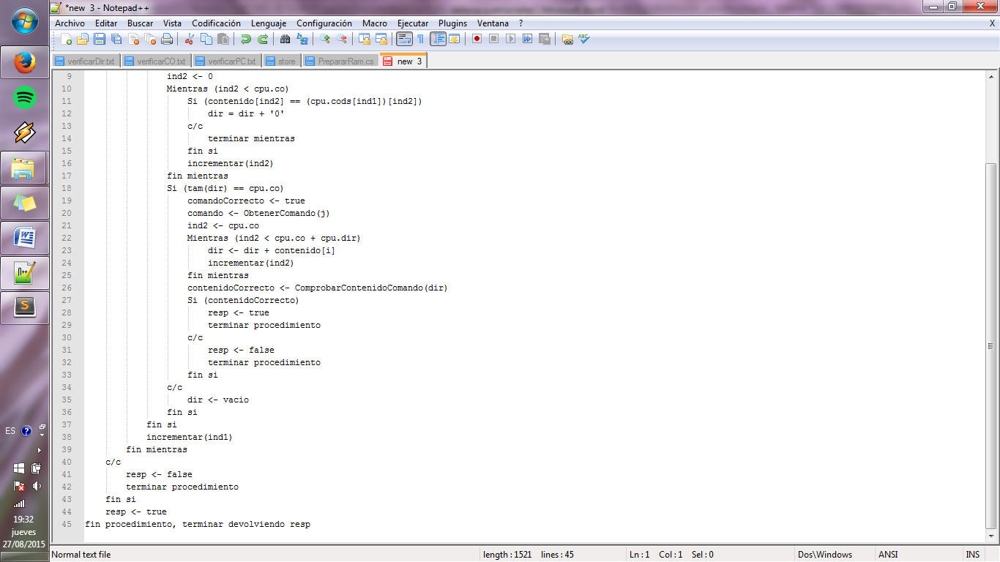 *new 3 - Notepad++
Archivo Editar Buscar Vista Codificación Lenguaje Configuración Macro Ejecutar Plugins Ventana ? X
verificarDir.txt verificarCO.txt verificarPC.txt store PrepararRam.cs new 3
9 ind2 <- 0
10 Mientras (ind2 < cpu.co)
11 Si (contenido[ind2] == (cpu.cods[ind1])[ind2])
12 dir = dir + '0'
13 c/c
14 terminar mientras
15 fin si
16 incrementar(ind2)
17 fin mientras
18 Si (tam(dir) == cpu.co)
19 comandoCorrecto <- true
20 comando <- ObtenerComando(j)
21 ind2 <- cpu.co
22 Mientras (ind2 < cpu.co + cpu.dir)
23 dir <- dir + contenido[i]
24 incrementar(ind2)
25 fin mientras
26 contenidoCorrecto <- ComprobarContenidoComando(dir)
27 Si (contenidoCorrecto)
28 resp <- true
29 terminar procedimiento
30 c/c
31 resp <- false
32 terminar procedimiento
33 fin si
34 c/c
35 dir <- vacio
36 fin si
37 fin si
38 incrementar(ind1)
39 fin mientras
40 c/c
41 resp <- false
42 terminar procedimiento
43 fin si
44 resp <- true
45 fin procedimiento, terminar devolviendo resp
ES
19:32
jueves
27/08/2015
Normal text file length : 1521 lines : 45 Ln : 1 Col : 1 Sel : 0 Dos\Windows ANSI INS